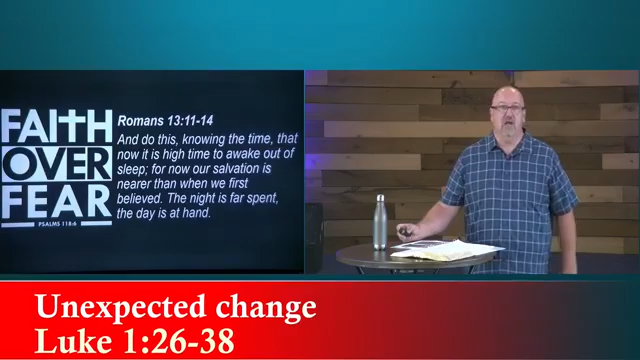 FAITH
OVER
FEAR
PSALMS 118:6
Romans 13:11-14
And do this, knowing the time, that
now it is high time to awake out of
sleep; for now our salvation is
nearer than when we first
believed. The night is far spent,
the day is at hand.
Unexpected change
Luke 1:26-38